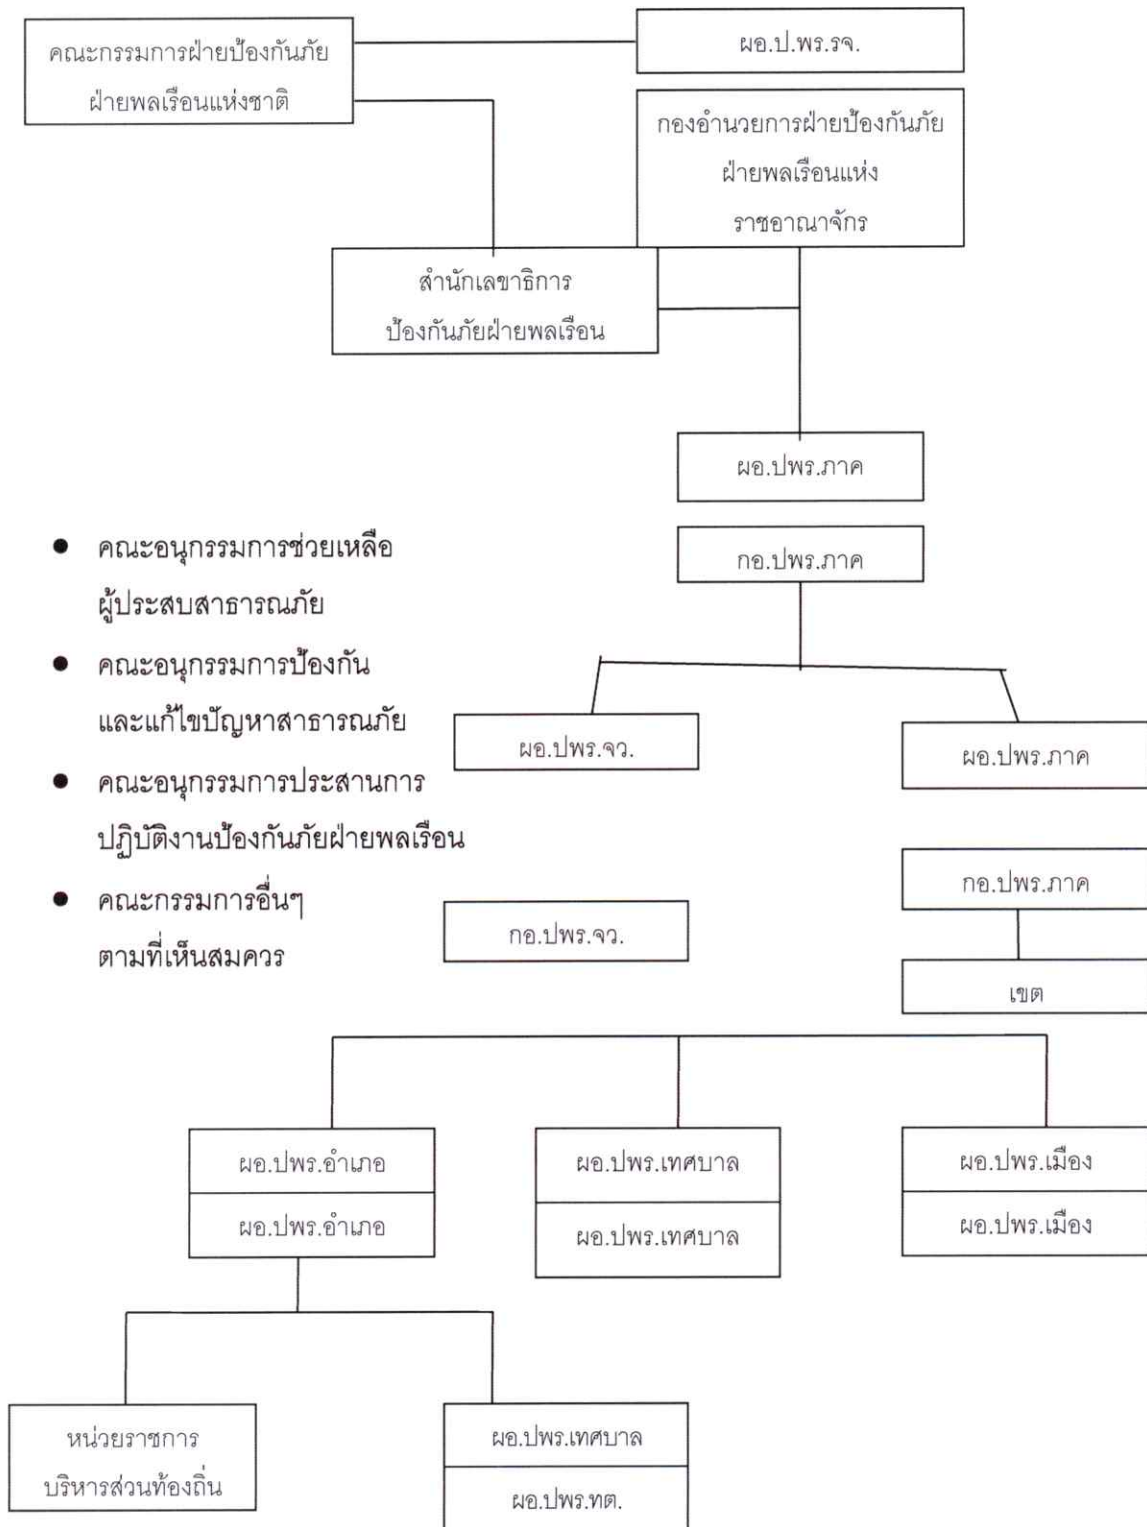 คณะกรรมการฝ่ายป้องกันภัย
ฝ่ายพลเรือนแห่งชาติ
ผอ.ป.พร.รจ.
กองอำนวยการฝ่ายป้องกันภัย
ฝ่ายพลเรือนแห่ง
ราชอาณาจักร
สำนักเลขาธิการ
ป้องกันภัยฝ่ายพลเรือน
ผอ.ปพร.ภาค
กอ.ปพร.ภาค
● คณะอนุกรรมการช่วยเหลือ
ผู้ประสบสาธารณภัย
● คณะอนุกรรมการป้องกัน
และแก้ไขปัญหาสาธารณภัย
● คณะอนุกรรมการประสานการ
ปฏิบัติงานป้องกันภัยฝ่ายพลเรือน
● คณะกรรมการอื่นๆ
ตามที่เห็นสมควร
ผอ.ปพร.จว.
ผอ.ปพร.ภาค
กอ.ปพร.จว.
กอ.ปพร.ภาค
เขต
ผอ.ปพร.อำเภอ
ผอ.ปพร.อำเภอ
ผอ.ปพร.เทศบาล
ผอ.ปพร.เทศบาล
ผอ.ปพร.เมือง
ผอ.ปพร.เมือง
หน่วยราชการ
บริหารส่วนท้องถิ่น
ผอ.ปพร.เทศบาล
ผอ.ปพร.ทต.